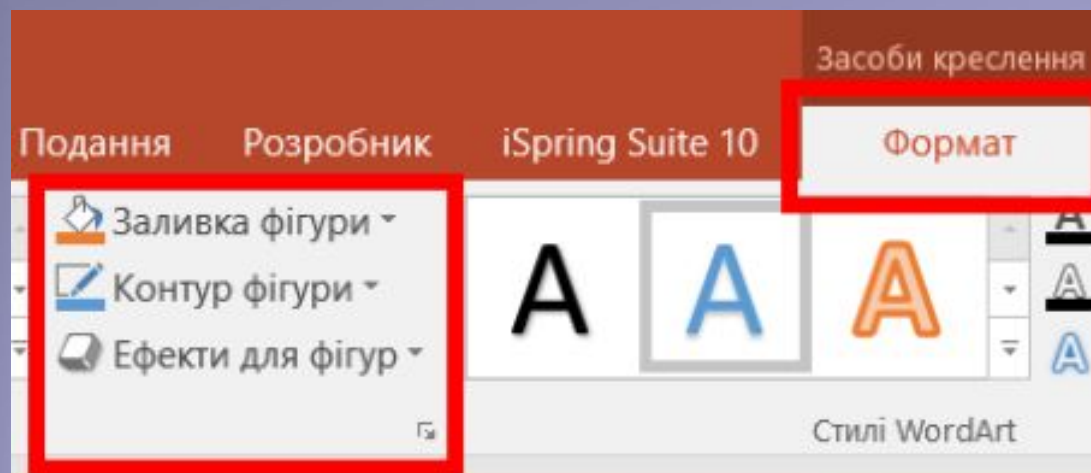 Засоби креслення
Подання Розробник iSpring Suite 10 Формат
Заливка фігури
Контур фігури
Ефекти для фігур
A A A
Стилі WordArt